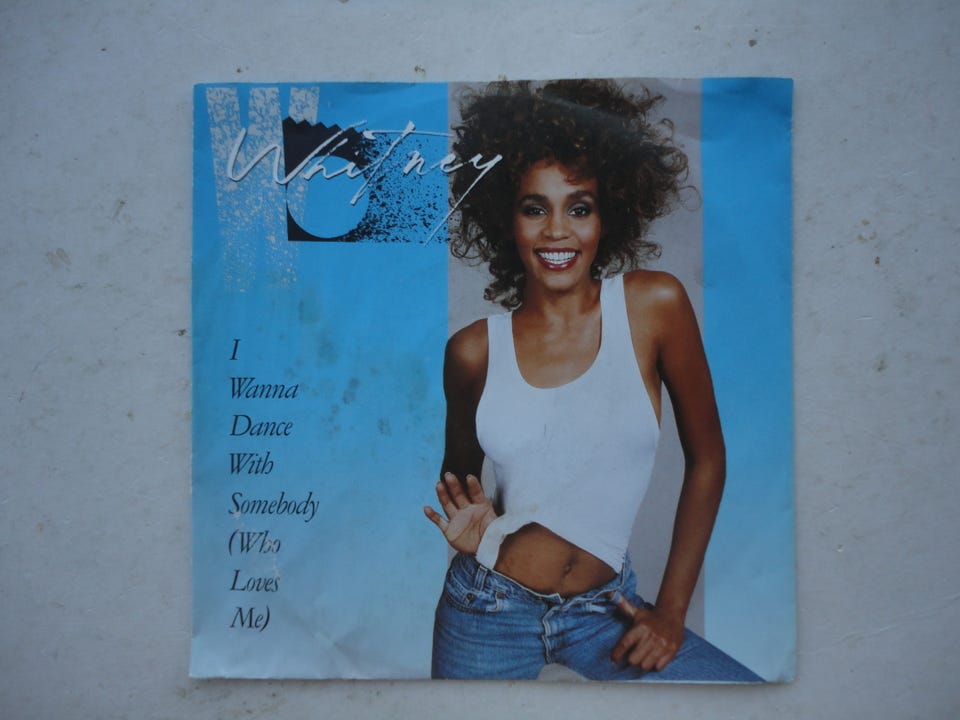 Whitney
I
Wanna
Dance
With
Somebody
(Who
Loves
Me)